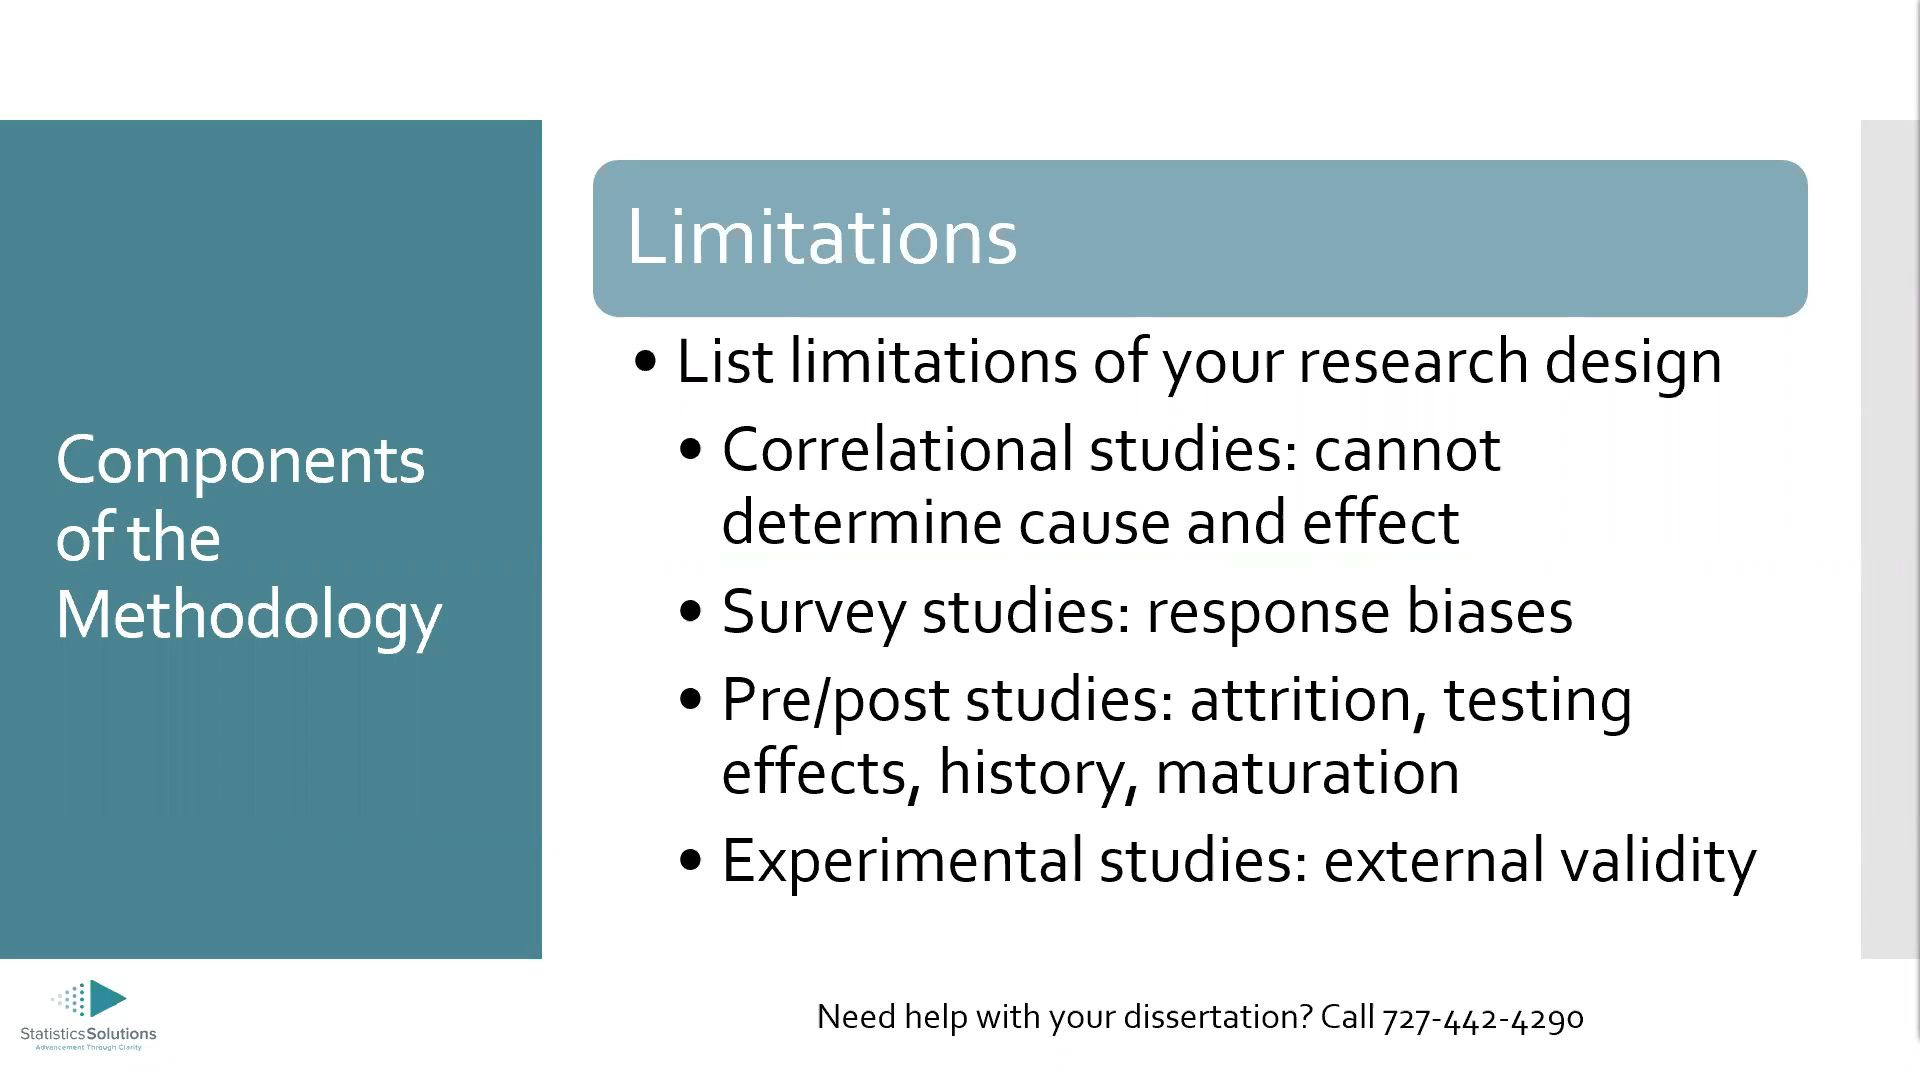 Components
of the
Methodology
Limitations
• List limitations of your research design
• Correlational studies: cannot
determine cause and effect
• Survey studies: response biases
• Pre/post studies: attrition, testing
effects, history, maturation
• Experimental studies: external validity
StatisticsSolutions
Advancement Through Clarity
Need help with your dissertation? Call 727-442-4290